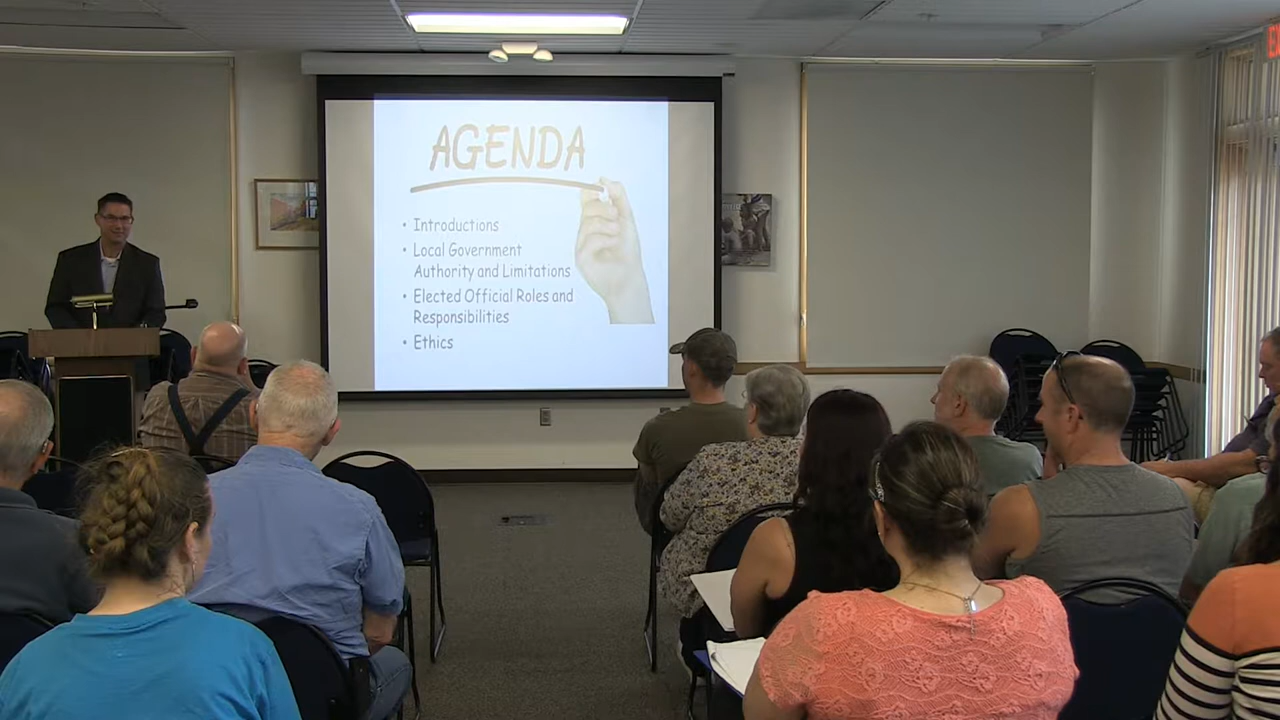 AGENDA
• Introductions
• Local Government
Authority and Limitations
• Elected Official Roles and
Responsibilities
• Ethics